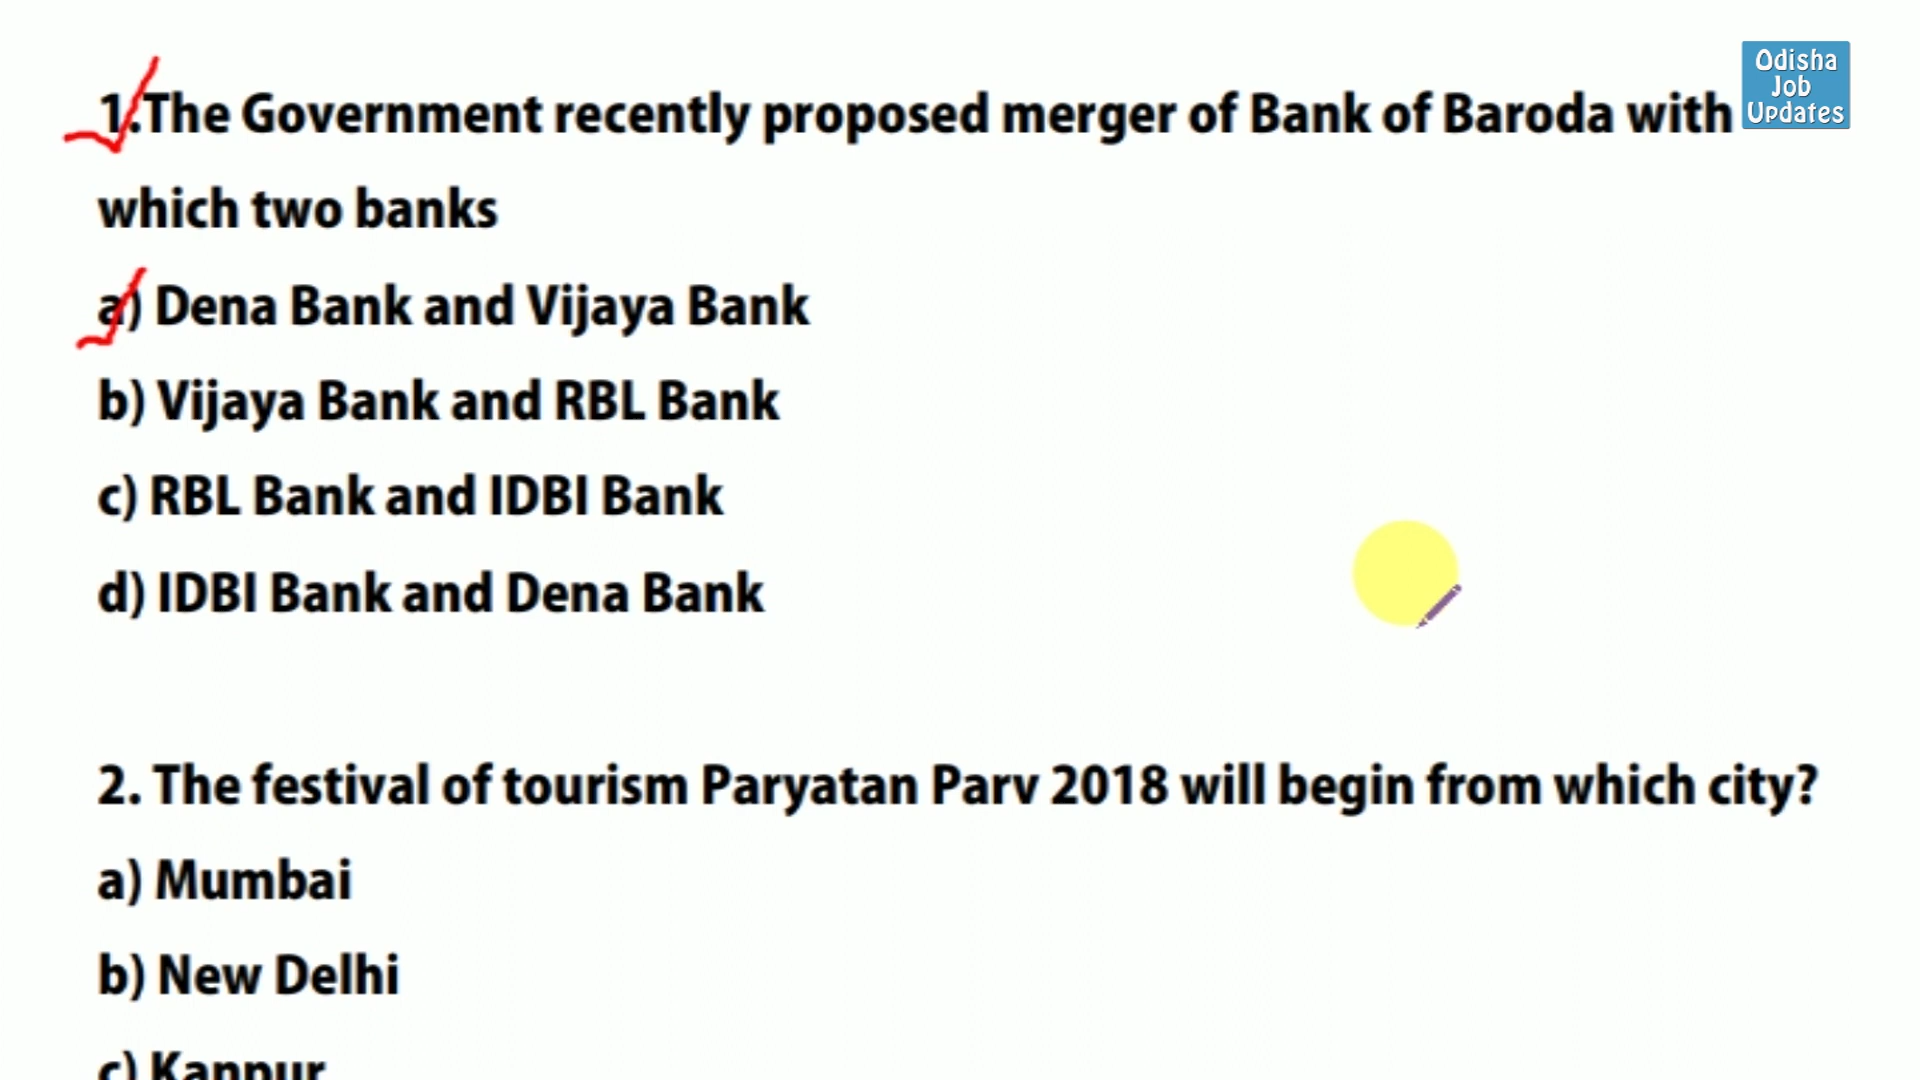 Odisha
Job
Updates
1.The Government recently proposed merger of Bank of Baroda with
which two banks
a) Dena Bank and Vijaya Bank
b) Vijaya Bank and RBL Bank
c) RBL Bank and IDBI Bank
d) IDBI Bank and Dena Bank
2. The festival of tourism Paryatan Parv 2018 will begin from which city?
a) Mumbai
b) New Delhi
c) Kanpur